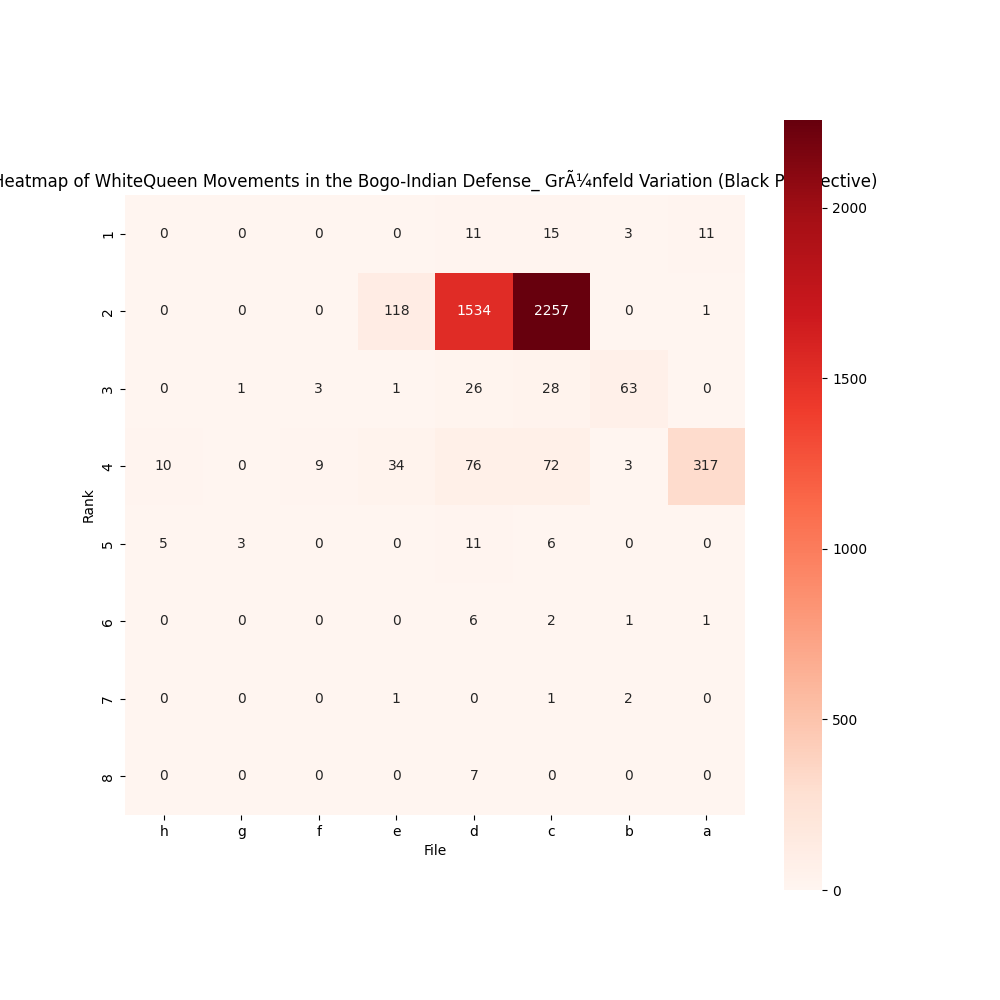 Heatmap of WhiteQueen Movements in the Bogo-Indian Defense_ GrÃ¼nfeld Variation (Black P ective)
2000
1 0 0 0 0 11 15 3 11
2 0 0 0 118 1534 2257 0 1
3 0 1 3 1 26 28 63 0
1500
4 10 0 9 34 76 72 3 317
Rank
5 5 3 0 0 11 6 0 0
1000
6 0 0 0 0 6 2 1 1
7 0 0 0 1 0 1 2 0
500
8 0 0 0 0 7 0 0 0
h g f e d c b a
File
0